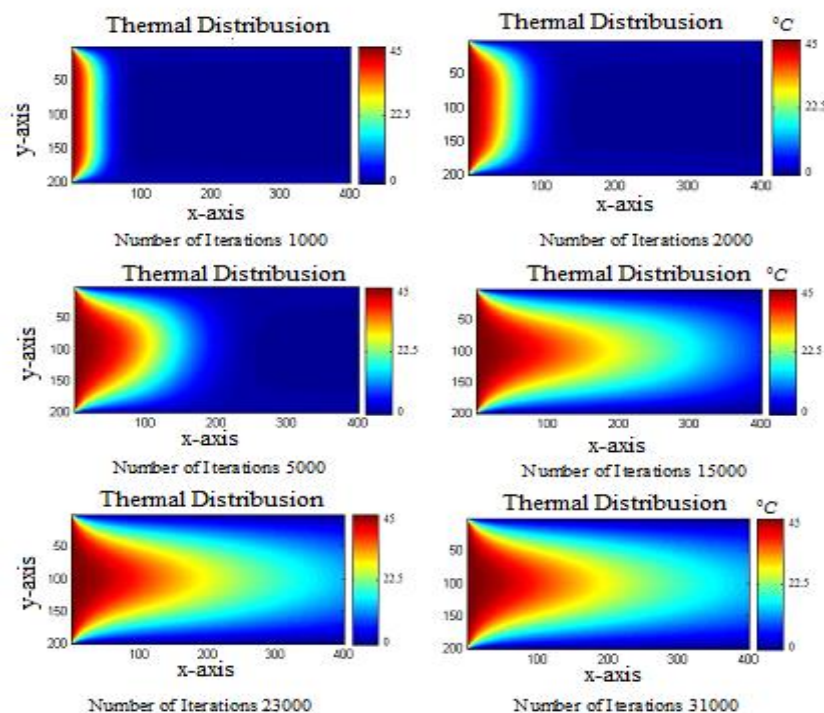 Thermal Distribusion
45
22.5
0
50
100
150
200
y-axis
100 200 300 400
x-axis
Number of Iterations 1000
Thermal Distribusion
°C
45
22.5
0
50
100
150
200
100 200 300 400
x-axis
Number of Iterations 2000
Thermal Distribusion
45
22.5
0
50
100
150
200
y-axis
100 200 300 400
x-axis
Number of Iterations 5000
Thermal Distribusion
°C
45
22.5
0
50
100
150
200
100 200 300 400
x-axis
Number of Iterations 15000
Thermal Distribusion
45
22.5
0
50
100
150
200
y-axis
100 200 300 400
x-axis
Number of Iterations 23000
Thermal Distribusion
°C
45
22.5
0
50
100
150
200
100 200 300 400
x-axis
Number of Iterations 31000